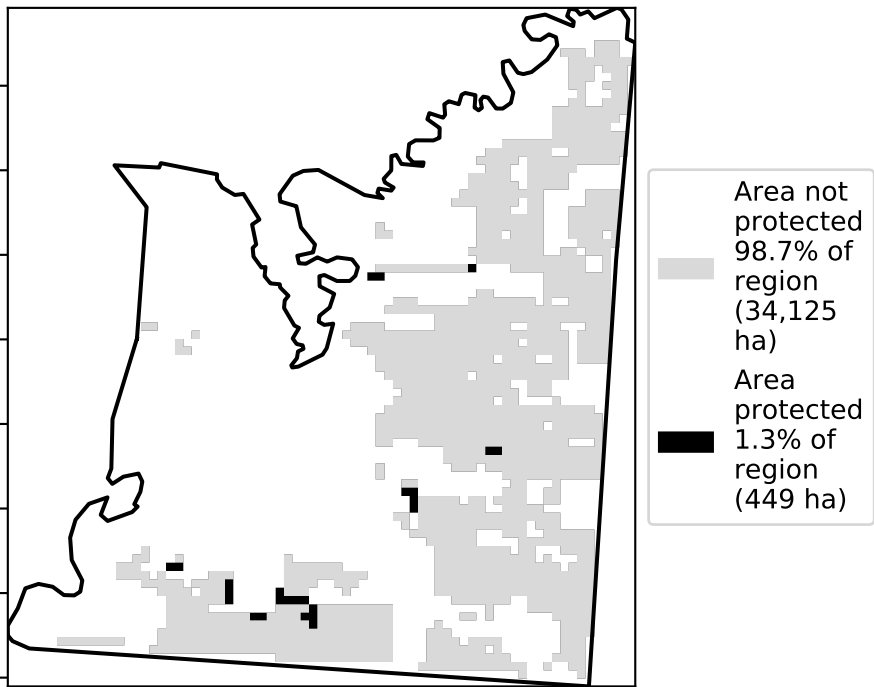 Area not
protected
98.7% of
region
(34,125
ha)
Area
protected
1.3% of
region
(449 ha)